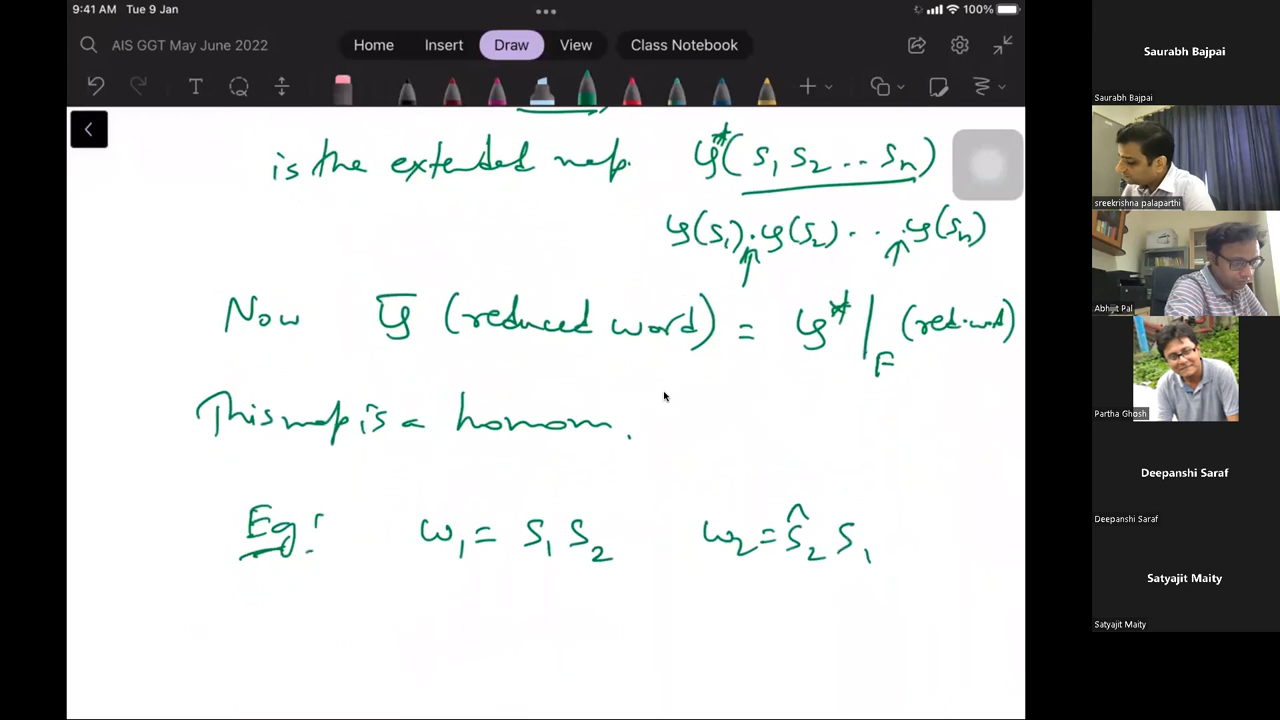 9:41 AM Tue 9 Jan
100%
AIS GGT May June 2022
Home Insert Draw View Class Notebook
is the extended map. φ*(s₁ s₂ .. sₙ)
φ(s₁).φ(s₂) . . .φ(sₙ)
Now φ̅ (reduced word) = φ*|_F (red.wd)
This map is a homom.
Eg: ω₁ = s₁ s₂ ω₂ = ŝ₂ s₁
Saurabh Bajpai
Saurabh Bajpai
sreekrishna palaparthi
Abhijit Pal
Partha Ghosh
Deepanshi Saraf
Deepanshi Saraf
Satyajit Maity
Satyajit Maity